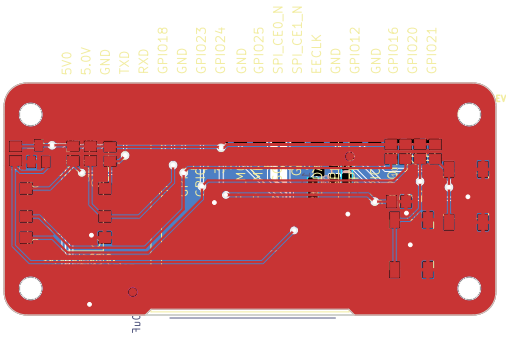 5V0
5.0V
GND
TXD
RXD
GPIO18
GND
GPIO23
GPIO24
GND
GPIO25
SPI_CE0_N
SPI_CE1_N
EECLK
GND
GPIO12
GND
GPIO16
GPIO20
GPIO21